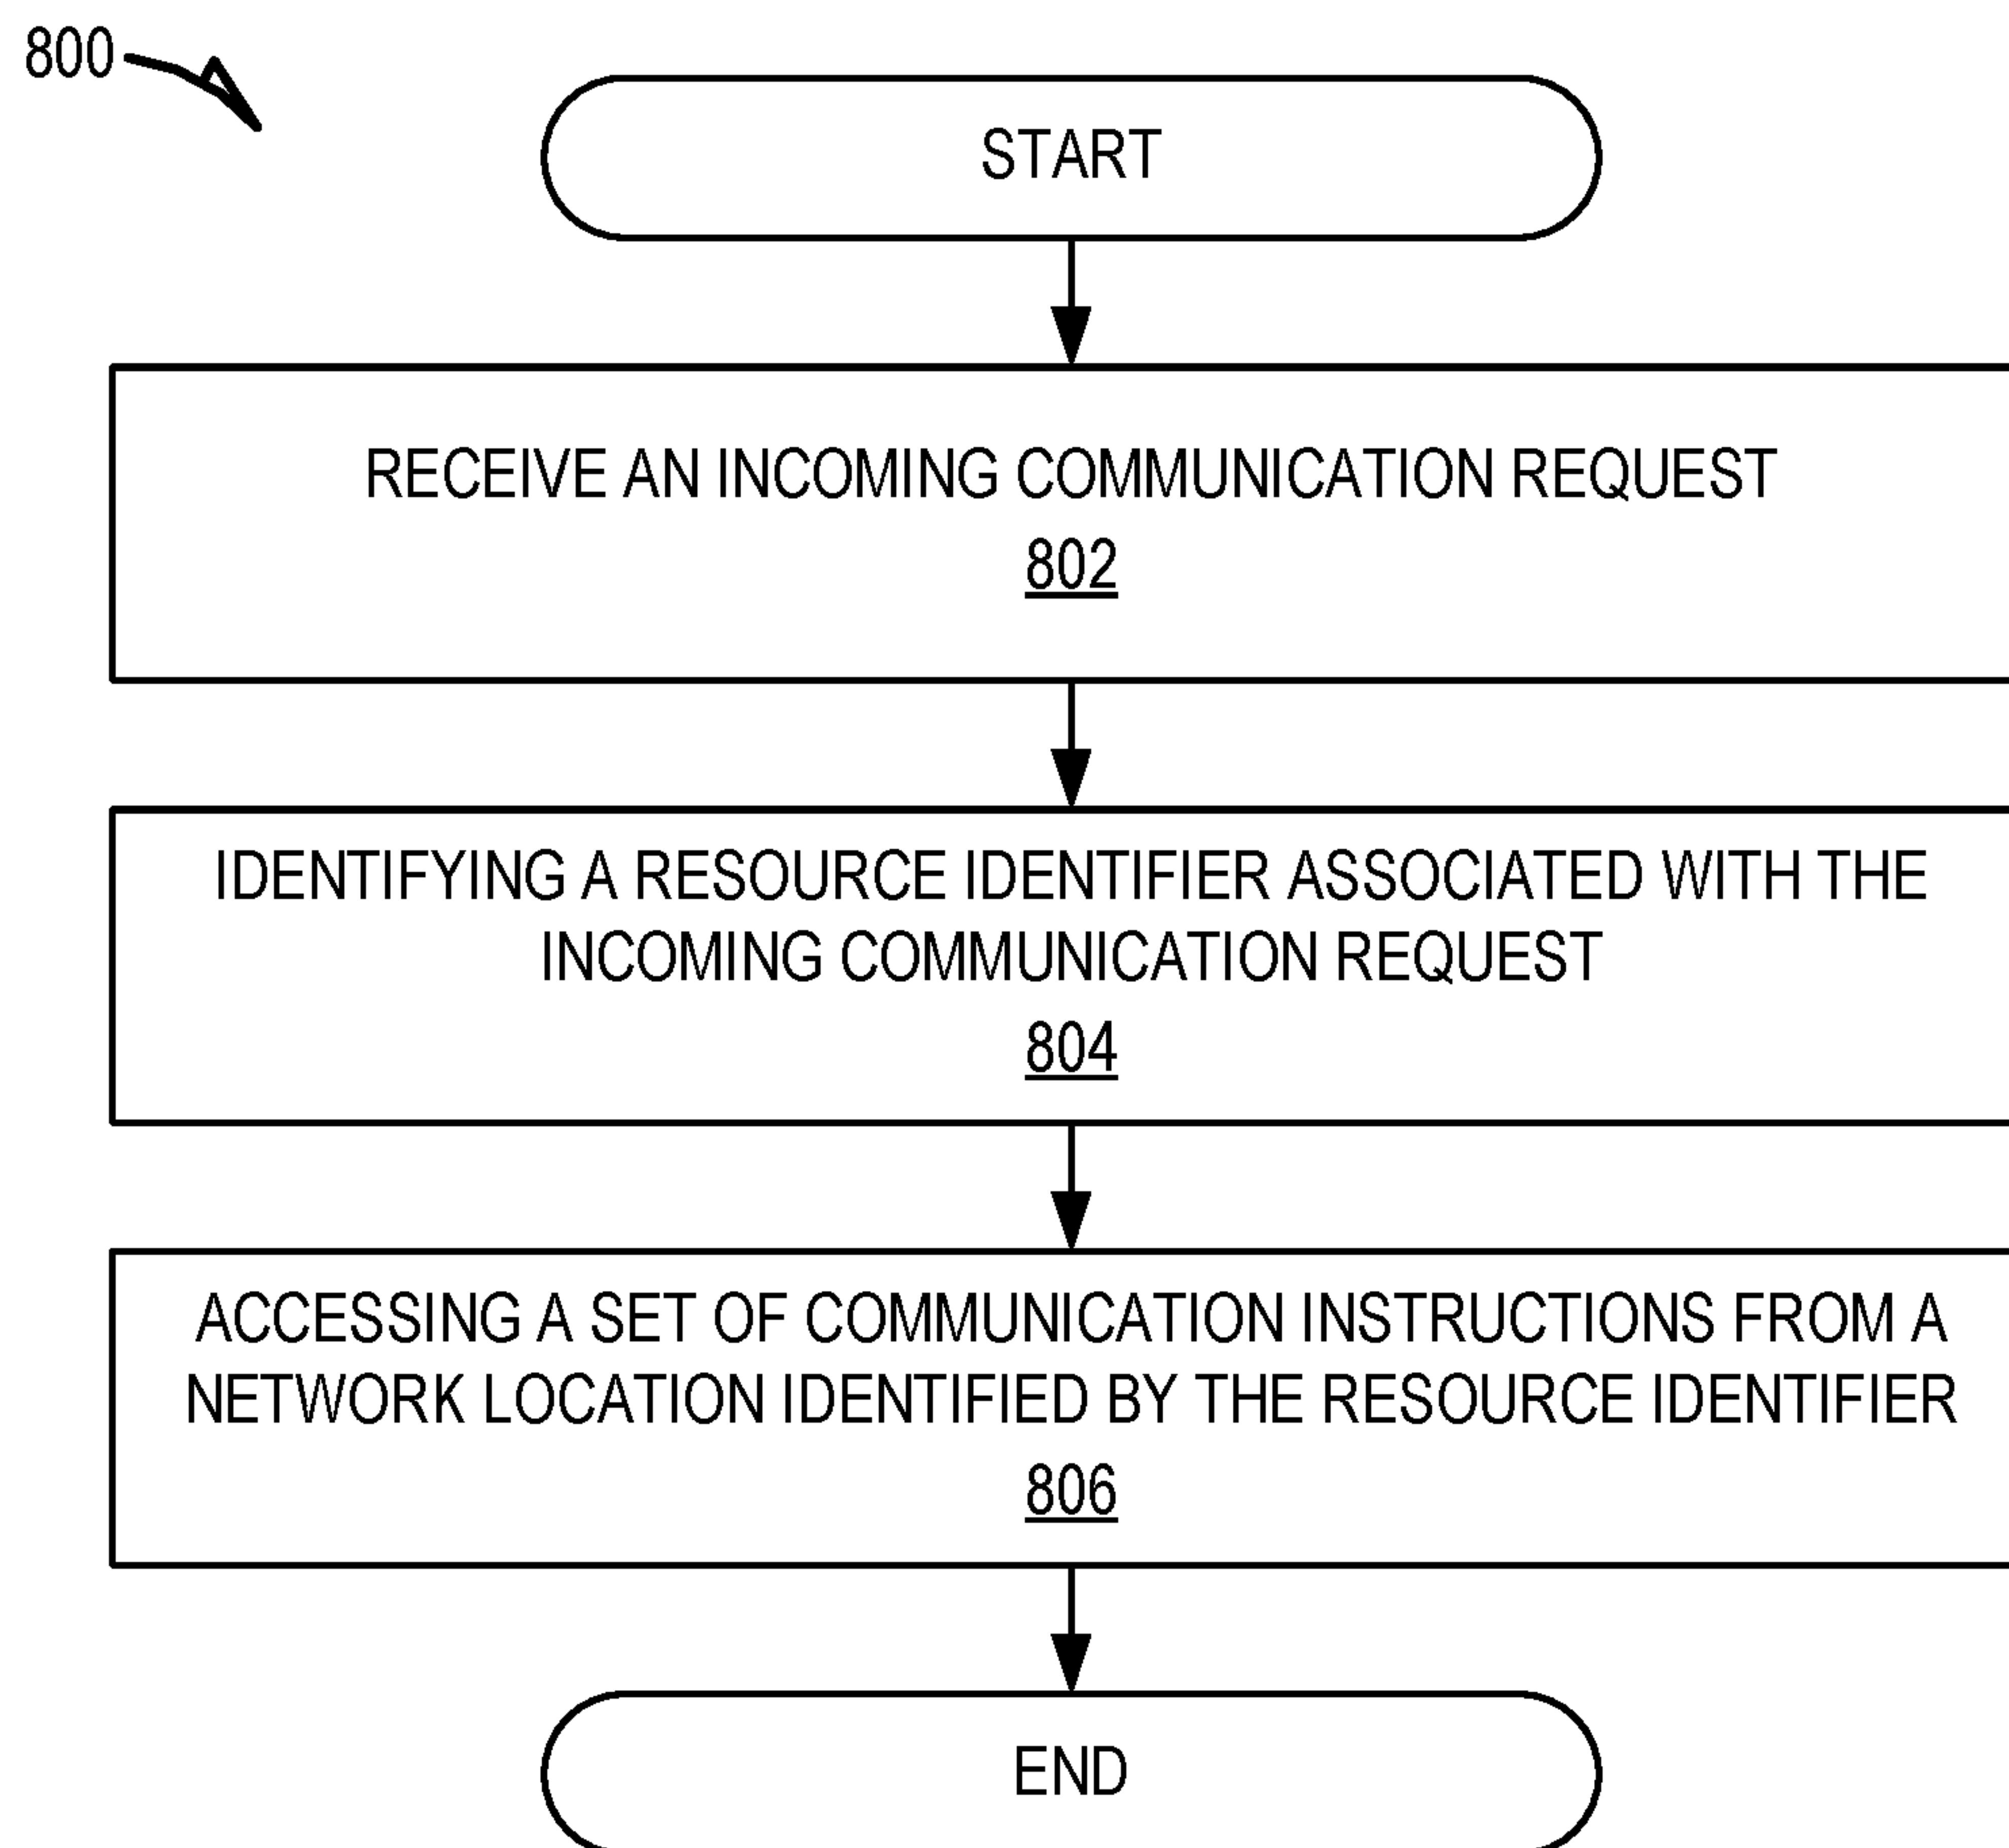 800
START
RECEIVE AN INCOMING COMMUNICATION REQUEST
802
IDENTIFYING A RESOURCE IDENTIFIER ASSOCIATED WITH THE
INCOMING COMMUNICATION REQUEST
804
ACCESSING A SET OF COMMUNICATION INSTRUCTIONS FROM A
NETWORK LOCATION IDENTIFIED BY THE RESOURCE IDENTIFIER
806
END